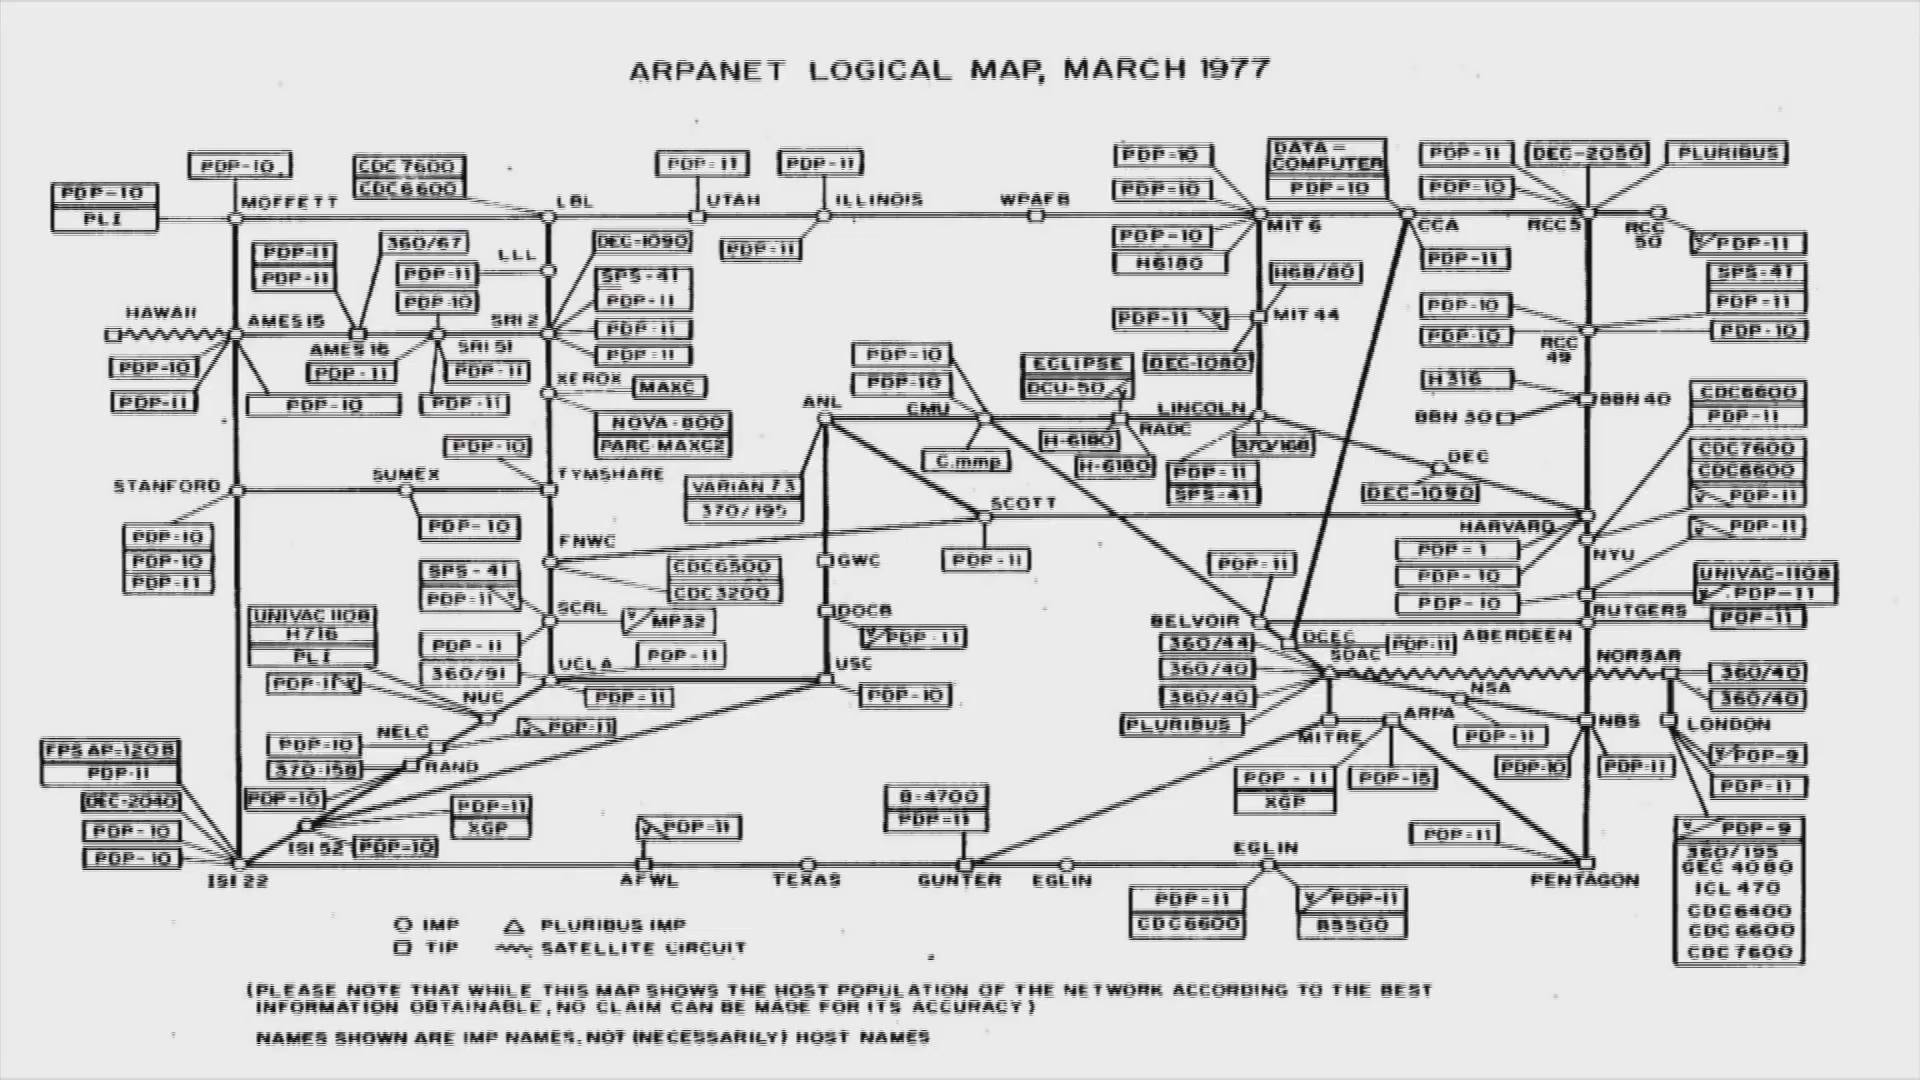 ARPANET LOGICAL MAP, MARCH 1977
PDP-10
CDC 7600
CDC 6600
PDP-11
PDP-11
PDP-10
PDP-10
DATA-
COMPUTER
PDP-10
PDP-11
PDP-10
DEC-2050
PLURIBUS
PDP-10
PLI
MOFFETT
LBL
UTAH
ILLINOIS
WPAFB
MIT 6
CCA
RCC 5
RCC
50
PDP-11
PDP-11
PDP-11
360/67
LLL
PDP-11
PDP-10
DEC-1090
SPS-41
PDP-11
PDP-11
PDP-11
PDP-11
PDP-10
H6180
H68/80
PDP-11
PDP-11
SPS-41
PDP-11
PDP-10
HAWAII
AMES15
AMES 16
SRI 51
SRI 2
MIT 44
PDP-10
PDP-10
RCC
49
PDP-10
PDP-11
PDP-10
PDP-11
PDP-11
PDP-11
XEROX
MAXC
NOVA-800
PARC-MAXC2
PDP-10
PDP-10
ECLIPSE
DCU-50
DEC-1080
H316
BBN 40
BBN 30
CDC6600
PDP-11
ANL
CMU
RADC
LINCOLN
C.mmp
H-6180
H-6180
370/168
PDP-11
SPS-41
DEC
DEC-1090
CDC7600
CDC6600
PDP-11
PDP-11
STANFORD
SUMEX
PDP-10
TYMSHARE
PDP-10
VARIAN 73
370/195
SCOTT
PDP-11
HARVARD
NYU
PDP-10
PDP-10
PDP-11
FNWC
SPS-41
PDP-11
CDC6500
CDC3200
GWC
PDP-11
PDP-1
PDP-10
PDP-10
UNIVAC-1108
PDP-11
RUTGERS
PDP-11
UNIVAC 1108
H716
PLI
PDP-11
SCRL
MP32
PDP-11
360/91
UCLA
PDP-11
PDP-11
DOCB
PDP-11
USC
PDP-10
BELVOIR
360/44
360/40
360/40
PLURIBUS
DCEC
PDP-11
ABERDEEN
SDAC
NORSAR
360/40
360/40
NUC
PDP-11
NELC
PDP-10
370-158
RAND
PDP-10
PDP-11
XGP
ISI 52
PDP-10
NSA
PDP-11
ARPA
MITRE
PDP-11
XGP
PDP-15
NBS
PDP-10
PDP-11
LONDON
PDP-9
PDP-11
FPS AP-120B
PDP-11
DEC-2040
PDP-10
PDP-10
PDP-11
B-4700
PDP-11
PDP-11
PDP-9
360/195
GEC 4080
ICL 470
CDC6400
CDC 6600
CDC 7600
ISI 22
AFWL
TEXAS
GUNTER
EGLIN
EGLIN
PENTAGON
PDP-11
CDC6600
PDP-11
B5500
IMP
PLURIBUS IMP
TIP
SATELLITE CIRCUIT
(PLEASE NOTE THAT WHILE THIS MAP SHOWS THE HOST POPULATION OF THE NETWORK ACCORDING TO THE BEST
INFORMATION OBTAINABLE, NO CLAIM CAN BE MADE FOR ITS ACCURACY)
NAMES SHOWN ARE IMP NAMES, NOT (NECESSARILY) HOST NAMES